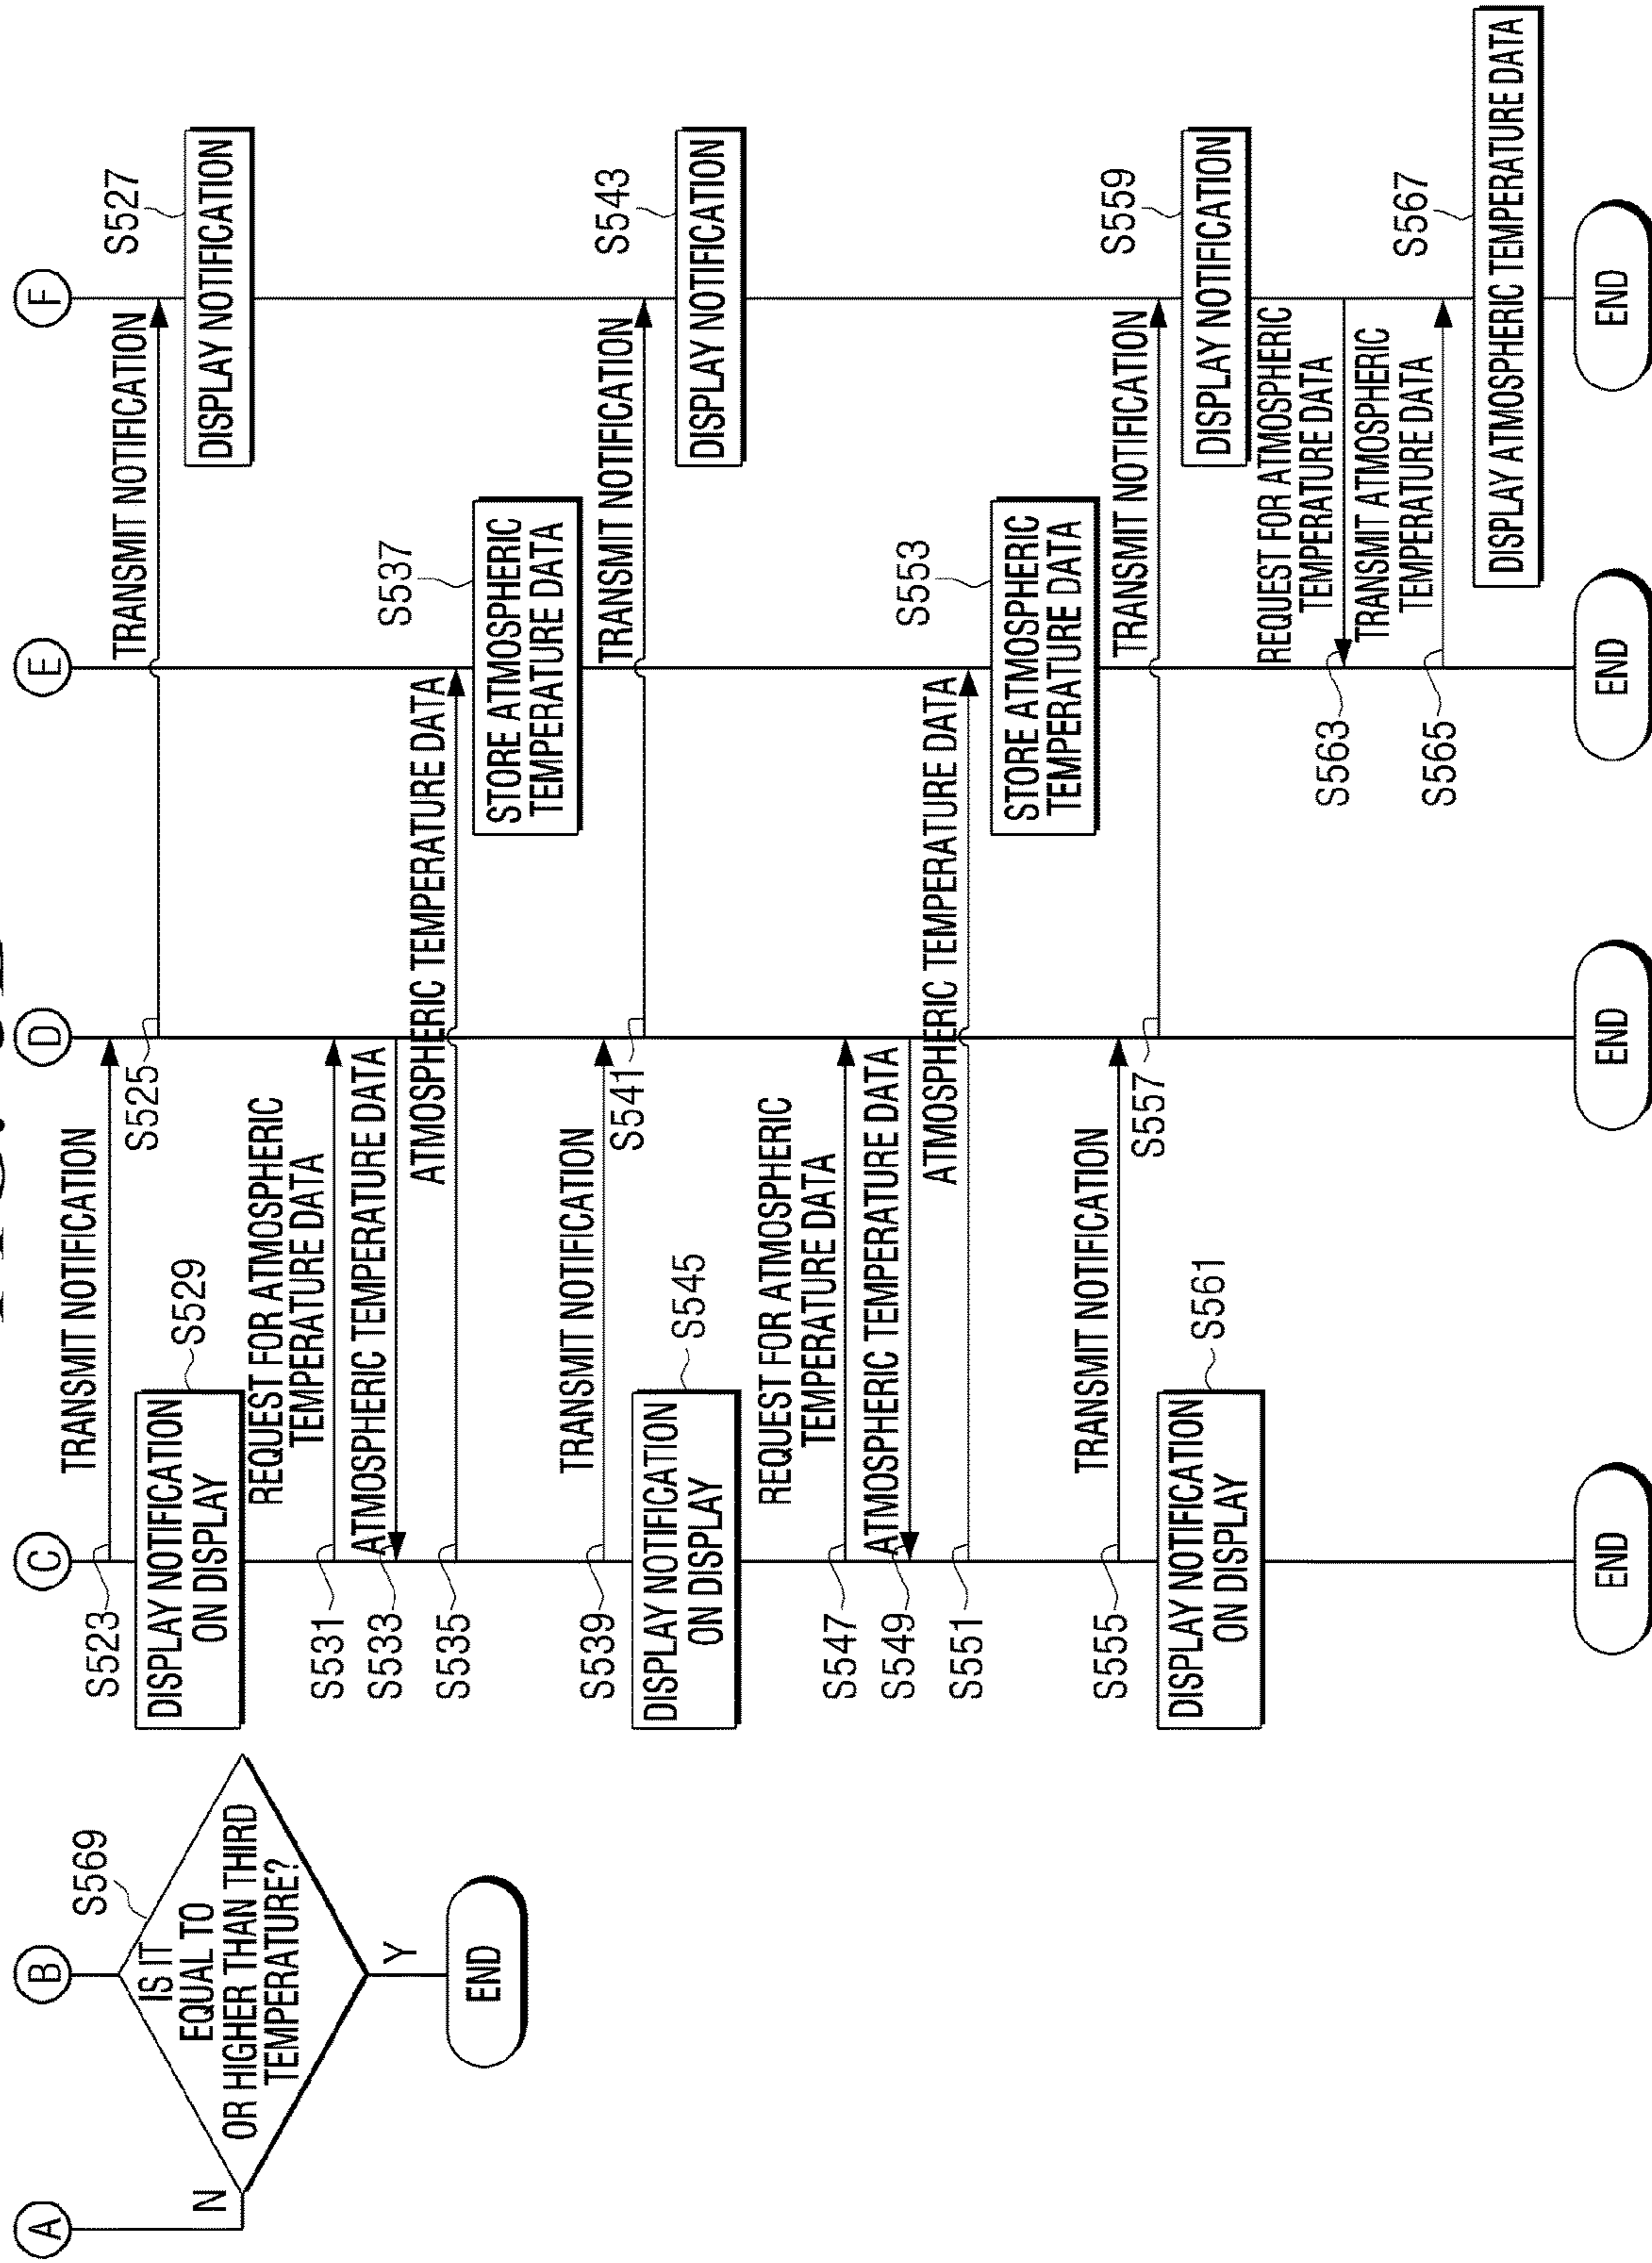 A
B
C
D
E
F
TRANSMIT NOTIFICATION
S569
S523
TRANSMIT NOTIFICATION
S527
S525
IS IT
EQUAL TO
OR HIGHER THAN THIRD
TEMPERATURE?
N
Y
END
S529
DISPLAY NOTIFICATION
ON DISPLAY
DISPLAY NOTIFICATION
REQUEST FOR ATMOSPHERIC
TEMPERATURE DATA
S531
ATMOSPHERIC TEMPERATURE DATA
S533
ATMOSPHERIC TEMPERATURE DATA
S535
S537
STORE ATMOSPHERIC
TEMPERATURE DATA
TRANSMIT NOTIFICATION
S539
TRANSMIT NOTIFICATION
S541
S543
DISPLAY NOTIFICATION
S545
DISPLAY NOTIFICATION
ON DISPLAY
REQUEST FOR ATMOSPHERIC
TEMPERATURE DATA
S547
ATMOSPHERIC TEMPERATURE DATA
S549
ATMOSPHERIC TEMPERATURE DATA
S551
S553
STORE ATMOSPHERIC
TEMPERATURE DATA
TRANSMIT NOTIFICATION
S555
TRANSMIT NOTIFICATION
S557
S559
DISPLAY NOTIFICATION
S561
DISPLAY NOTIFICATION
ON DISPLAY
REQUEST FOR ATMOSPHERIC
TEMPERATURE DATA
S563
TRANSMIT ATMOSPHERIC
TEMPERATURE DATA
S565
S567
DISPLAY ATMOSPHERIC TEMPERATURE DATA
END
END
END
END